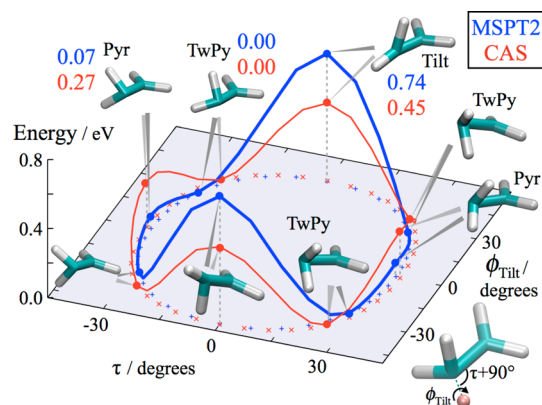 MSPT2
CAS
Pyr
0.07
0.27
TwPy
0.00
0.00
Tilt
0.74
0.45
TwPy
Pyr
Energy / eV
0.8
0.4
0.0
TwPy
-30
0
30
τ / degrees
30
0
-30
ϕTilt / degrees
τ+90°
ϕTilt